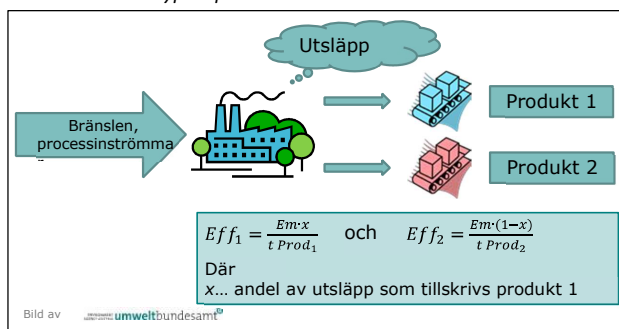 Utsläpp
Bränslen,
processinströmma
Produkt 1
Produkt 2
Eff₁ = Em·x / t Prod₁ och Eff₂ = Em·(1−x) / t Prod₂
Där
x... andel av utsläpp som tillskrivs produkt 1
Bild av umweltbundesamt